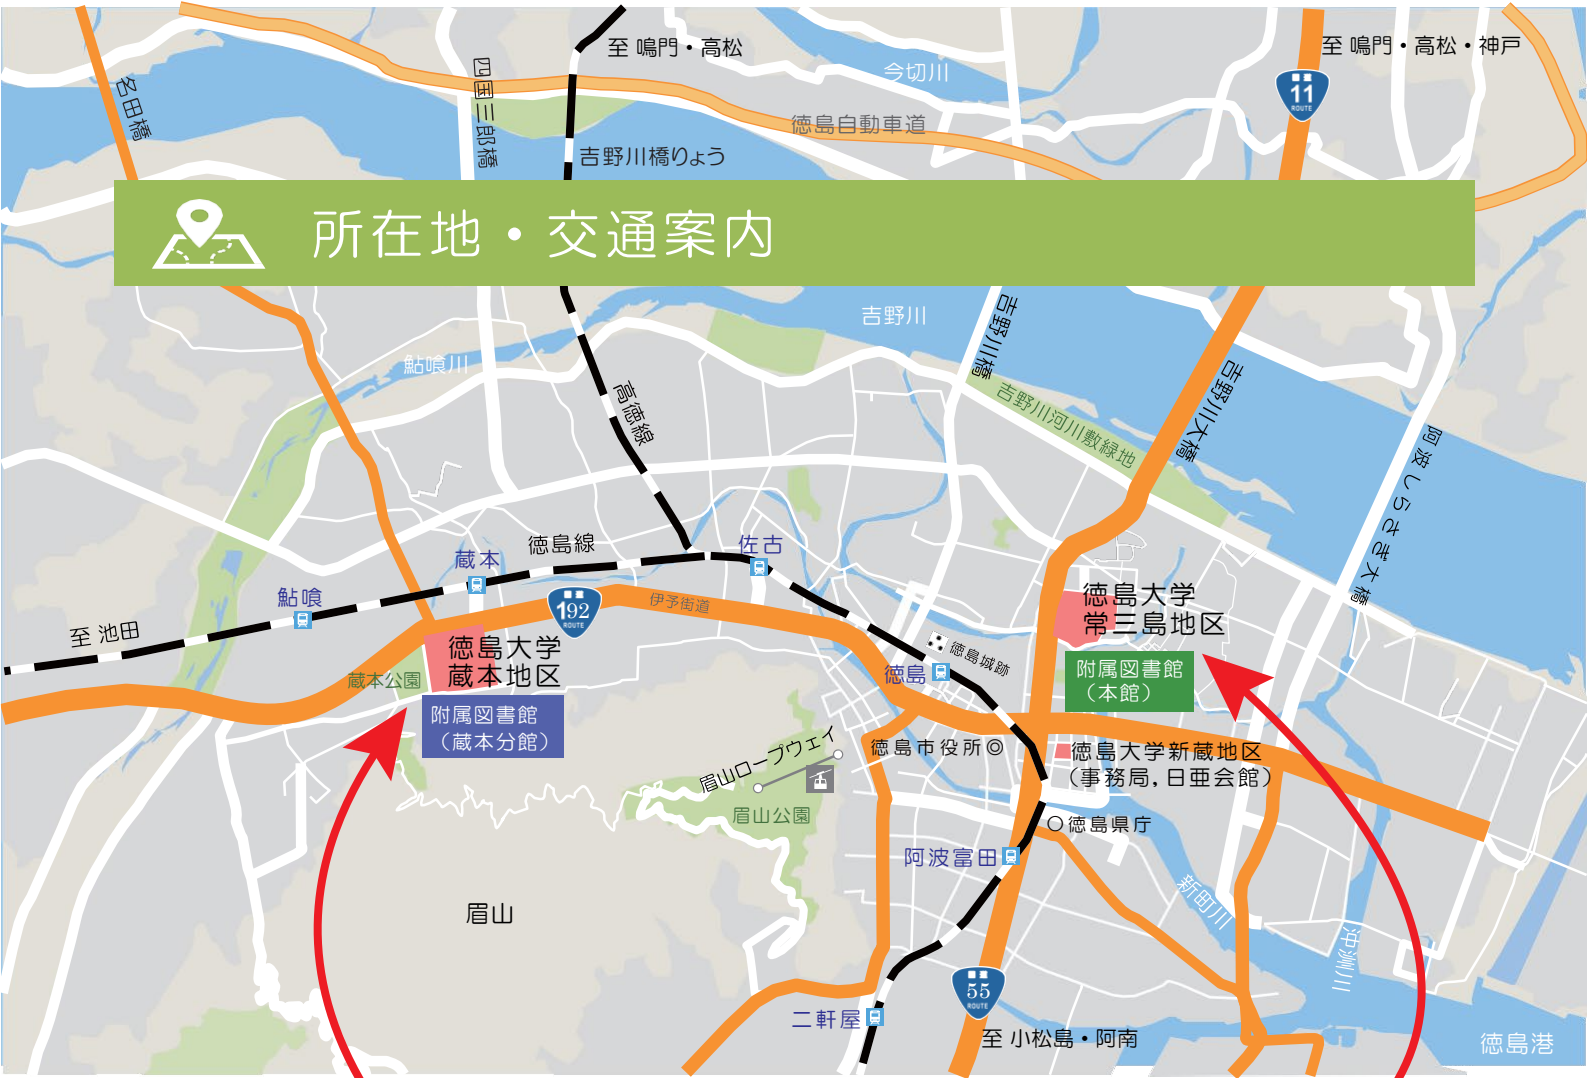 至 鳴門・高松
至 鳴門・高松・神戸
今切川
四国三郎橋
名田橋
国道
11
ROUTE
徳島自動車道
吉野川橋りょう
所在地・交通案内
吉野川
吉野川橋
鮎喰川
高徳線
吉野川河川敷緑地
吉野川大橋
阿波しらさぎ大橋
徳島線
佐古
蔵本
鮎喰
国道
192
ROUTE
伊予街道
至 池田
徳島大学
常三島地区
徳島大学
蔵本地区
徳島城跡
附属図書館
（本館）
徳島
蔵本公園
附属図書館
（蔵本分館）
眉山ロープウェイ
徳島市役所◎
徳島大学新蔵地区
（事務局，日亜会館）
眉山公園
○徳島県庁
阿波富田
新町川
眉山
沖洲川
国道
55
ROUTE
二軒屋
至 小松島・阿南
徳島港